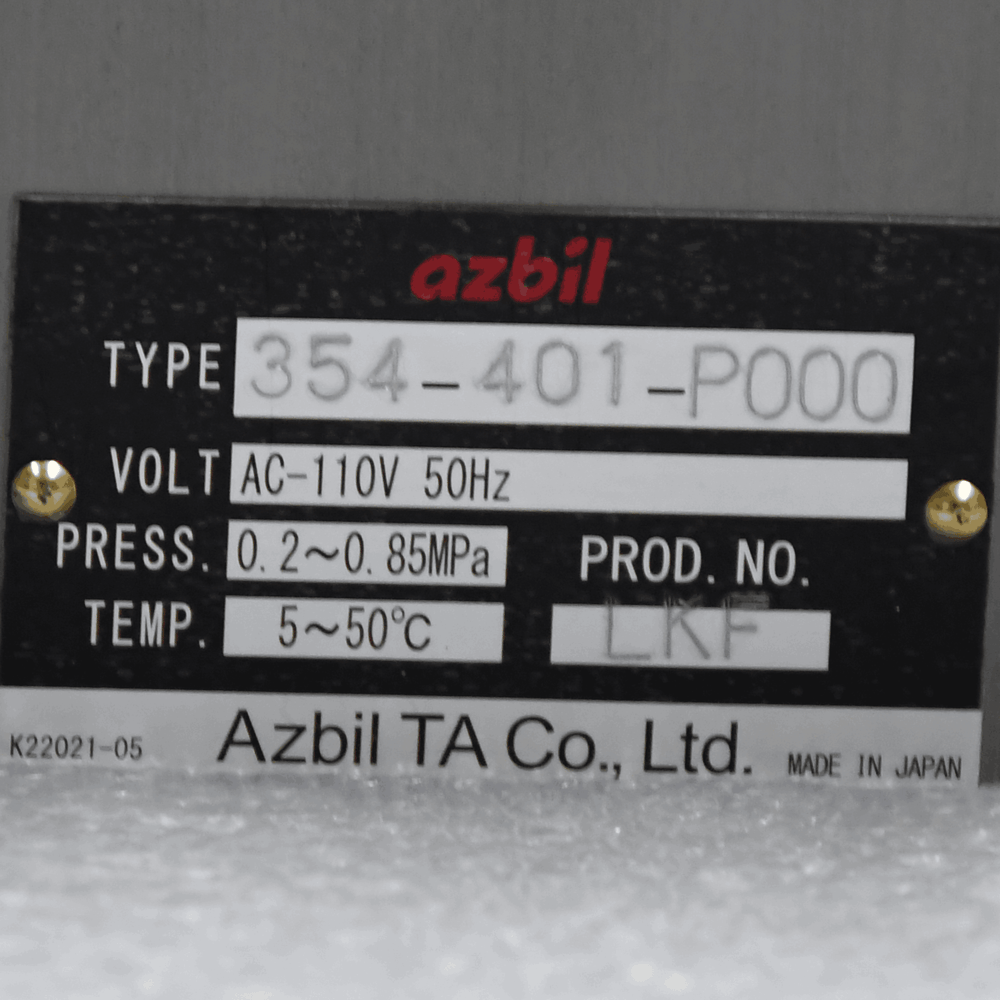 azbil
TYPE 354-401-P000
VOLT AC-110V 50Hz
PRESS. 0.2~0.85MPa PROD. NO.
TEMP. 5~50℃ LKF
K22021-05 Azbil TA Co., Ltd. MADE IN JAPAN